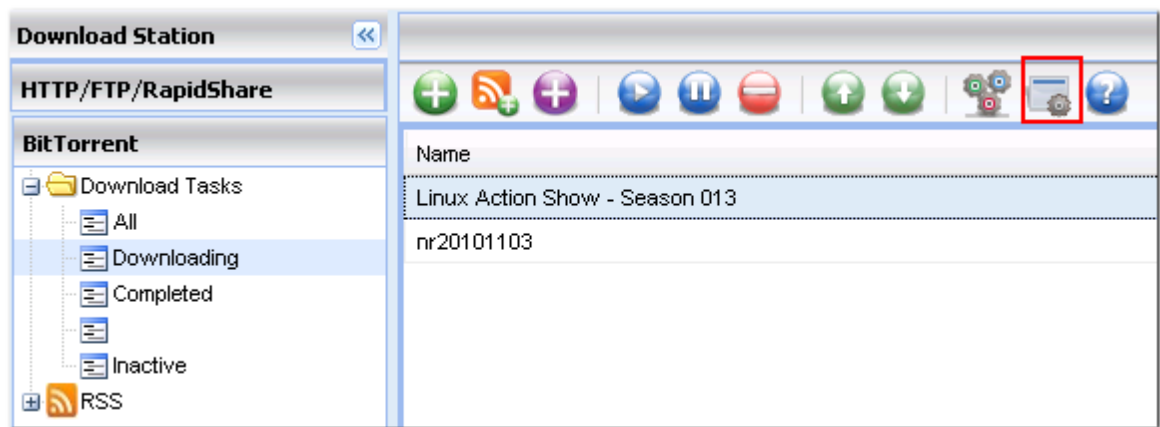 Download Station
HTTP/FTP/RapidShare
BitTorrent
Download Tasks
All
Downloading
Completed
Inactive
RSS
Name
Linux Action Show - Season 013
nr20101103